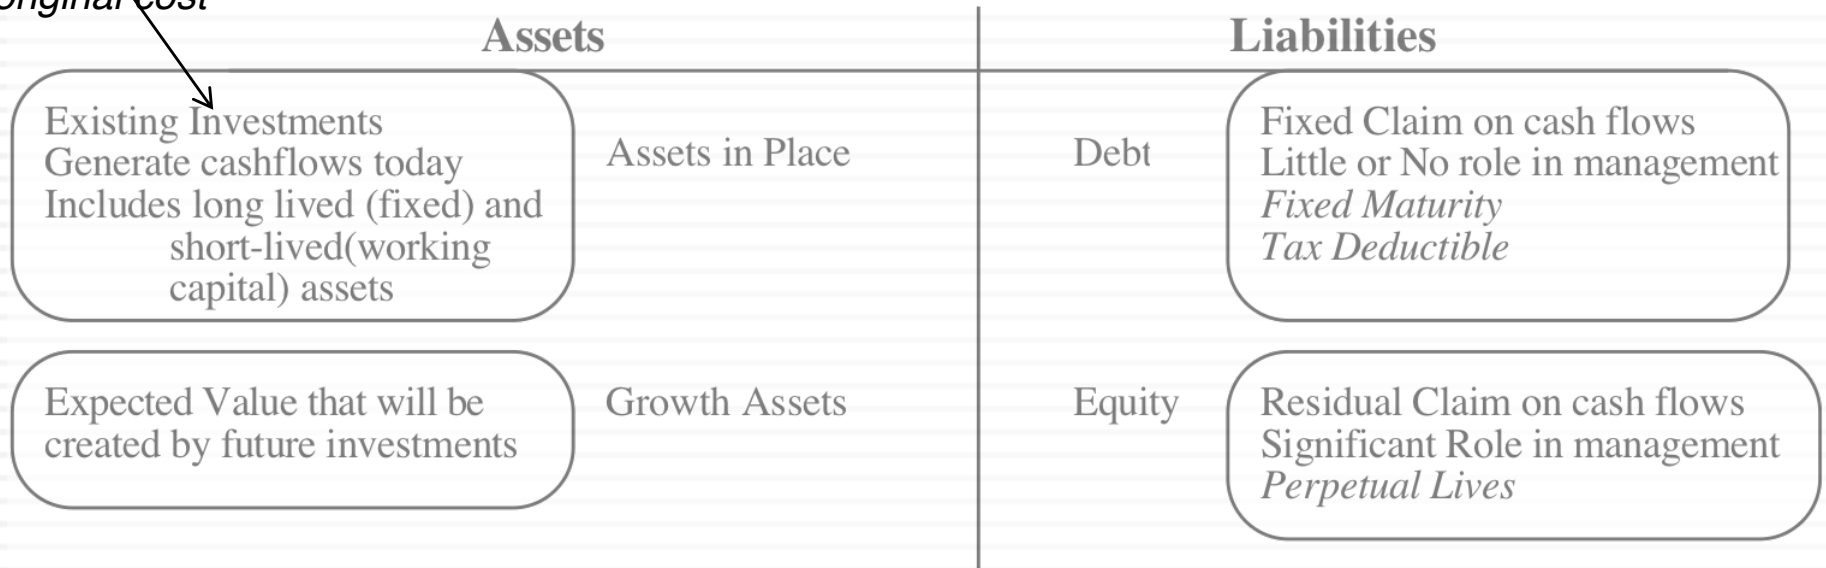 original cost
Assets
Liabilities
Existing Investments
Generate cashflows today
Includes long lived (fixed) and
short-lived(working
capital) assets
Assets in Place
Debt
Fixed Claim on cash flows
Little or No role in management
Fixed Maturity
Tax Deductible
Expected Value that will be
created by future investments
Growth Assets
Equity
Residual Claim on cash flows
Significant Role in management
Perpetual Lives